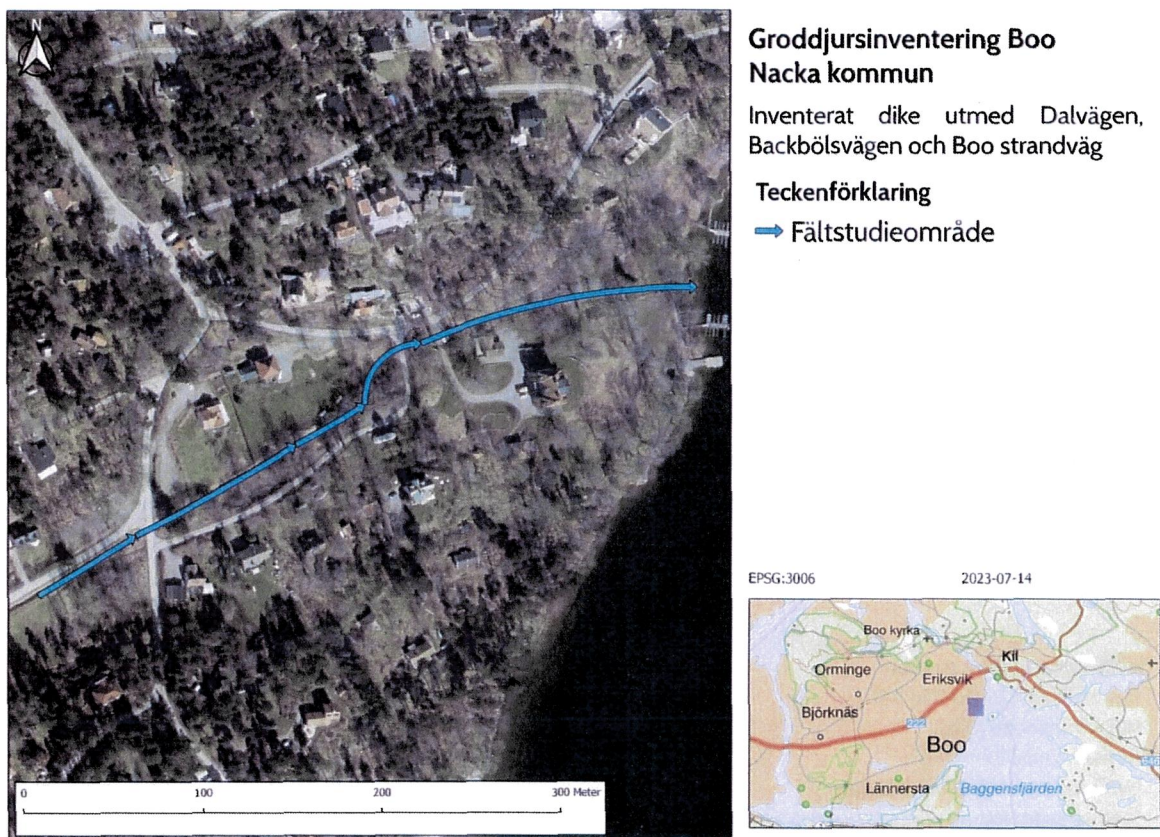 N
Groddjursinventering Boo
Nacka kommun
Inventerat dike utmed Dalvägen,
Backbölsvägen och Boo strandväg
Teckenförklaring
Fältstudieområde
EPSG:3006 2023-07-14
Boo kyrka
Kil
Orminge
Eriksvik
Björknäs
222
Boo
Lännersta
Baggensfjärden
0 100 200 300 Meter